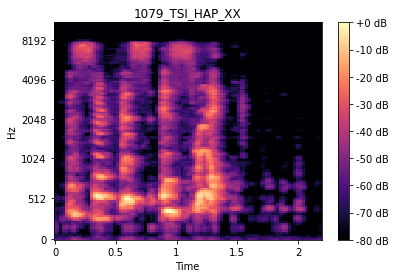 1079_TSI_HAP_XX
8192
4096
2048
1024
512
0
Hz
0
0.5
1
1.5
2
Time
+0 dB
-10 dB
-20 dB
-30 dB
-40 dB
-50 dB
-60 dB
-70 dB
-80 dB